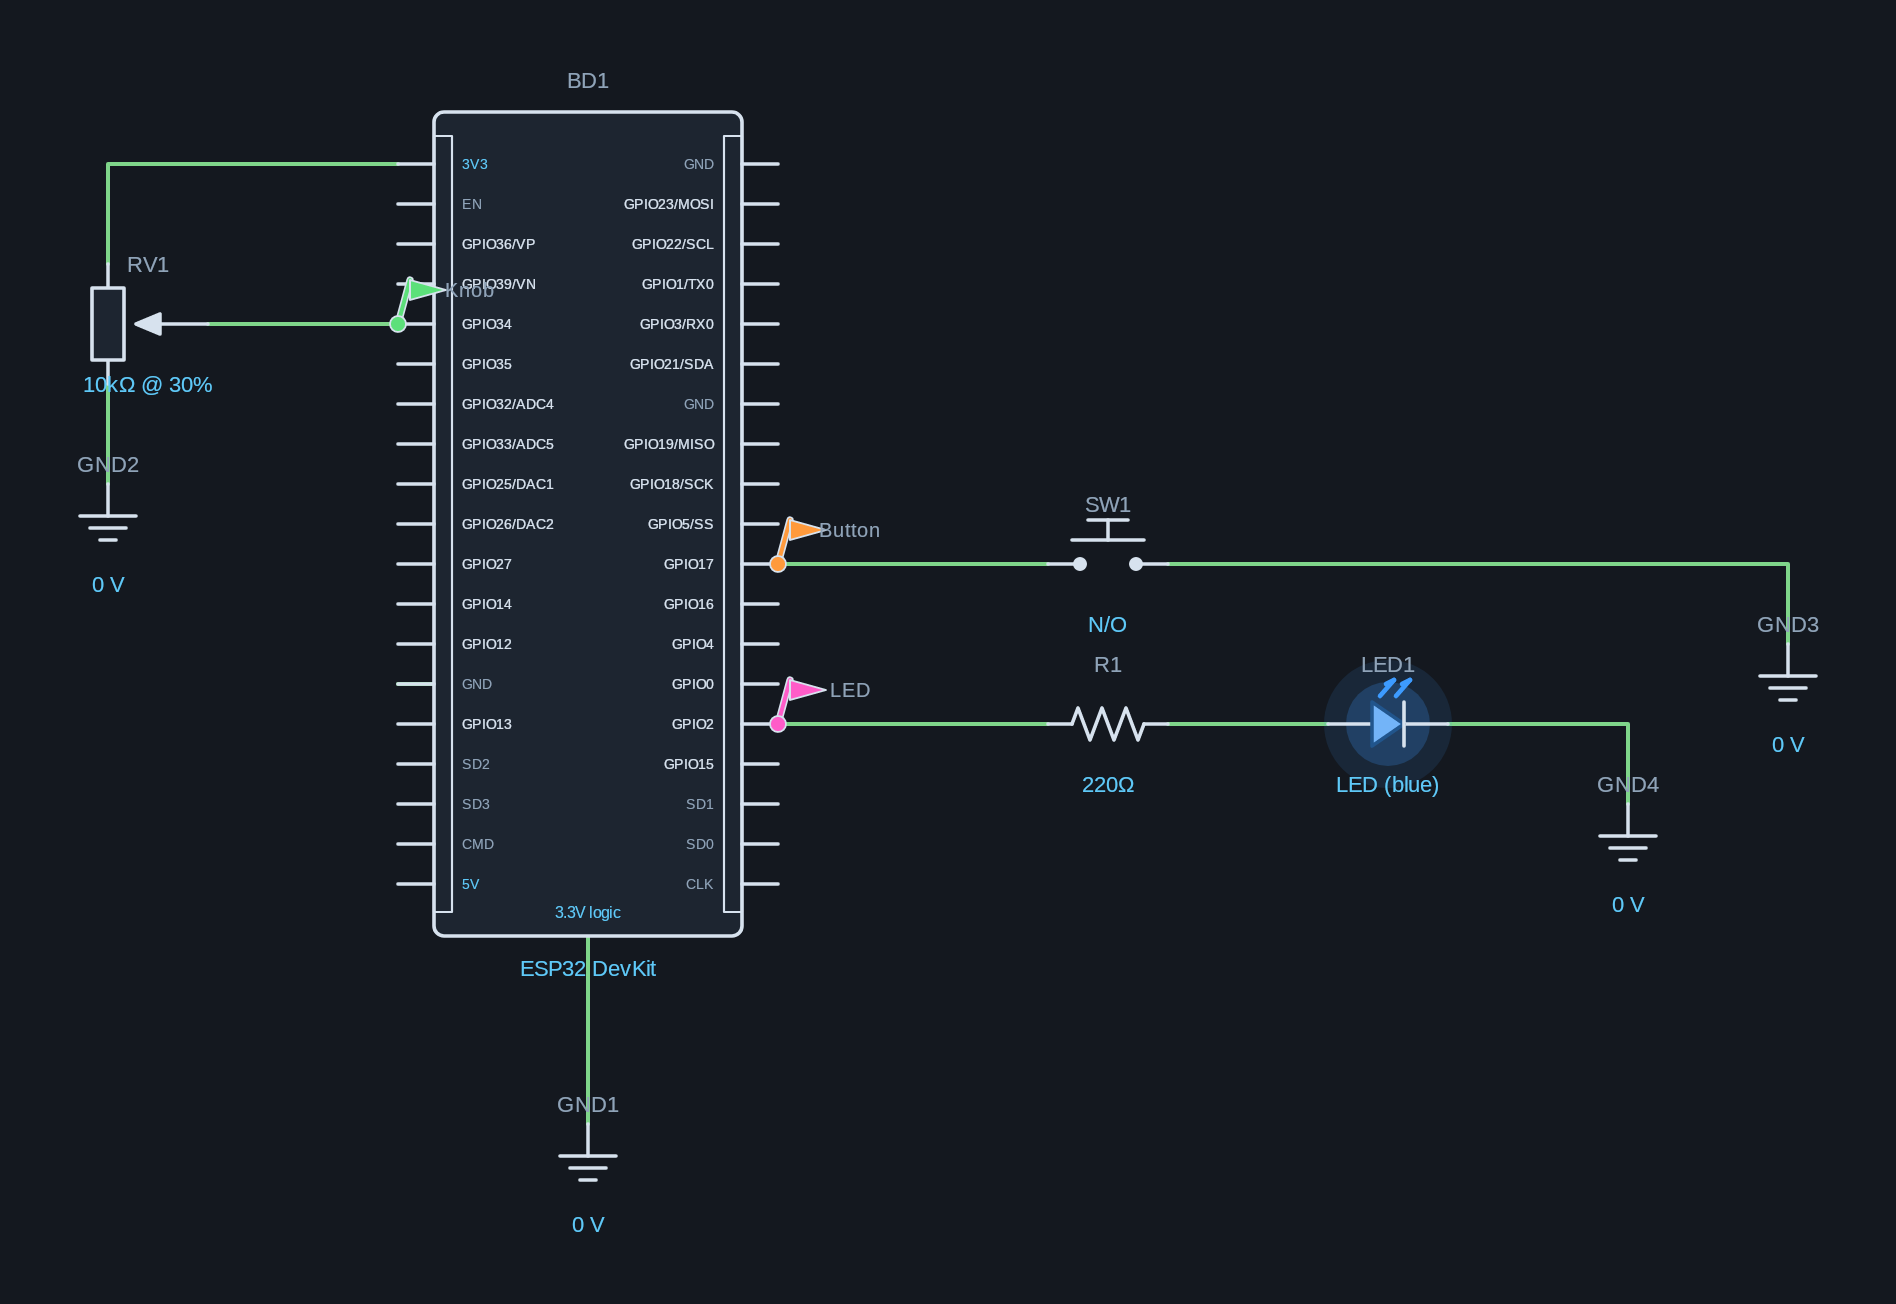 BD1
3V3 GND
EN GPIO23/MOSI
GPIO36/VP GPIO22/SCL
RV1
GPIO39/VN GPIO1/TX0
Knob
GPIO34 GPIO3/RX0
GPIO35 GPIO21/SDA
10kΩ @ 30%
GPIO32/ADC4 GND
GPIO33/ADC5 GPIO19/MISO
GND2
GPIO25/DAC1 GPIO18/SCK
SW1
GPIO26/DAC2 GPIO5/SS
Button
GPIO27 GPIO17
0 V
GPIO14 GPIO16
N/O
GND3
GPIO12 GPIO4
R1
LED1
GND GPIO0
LED
GPIO13 GPIO2
0 V
SD2 GPIO15
220Ω
LED (blue)
GND4
SD3 SD1
CMD SD0
5V CLK
0 V
3.3V logic
ESP32 DevKit
GND1
0 V